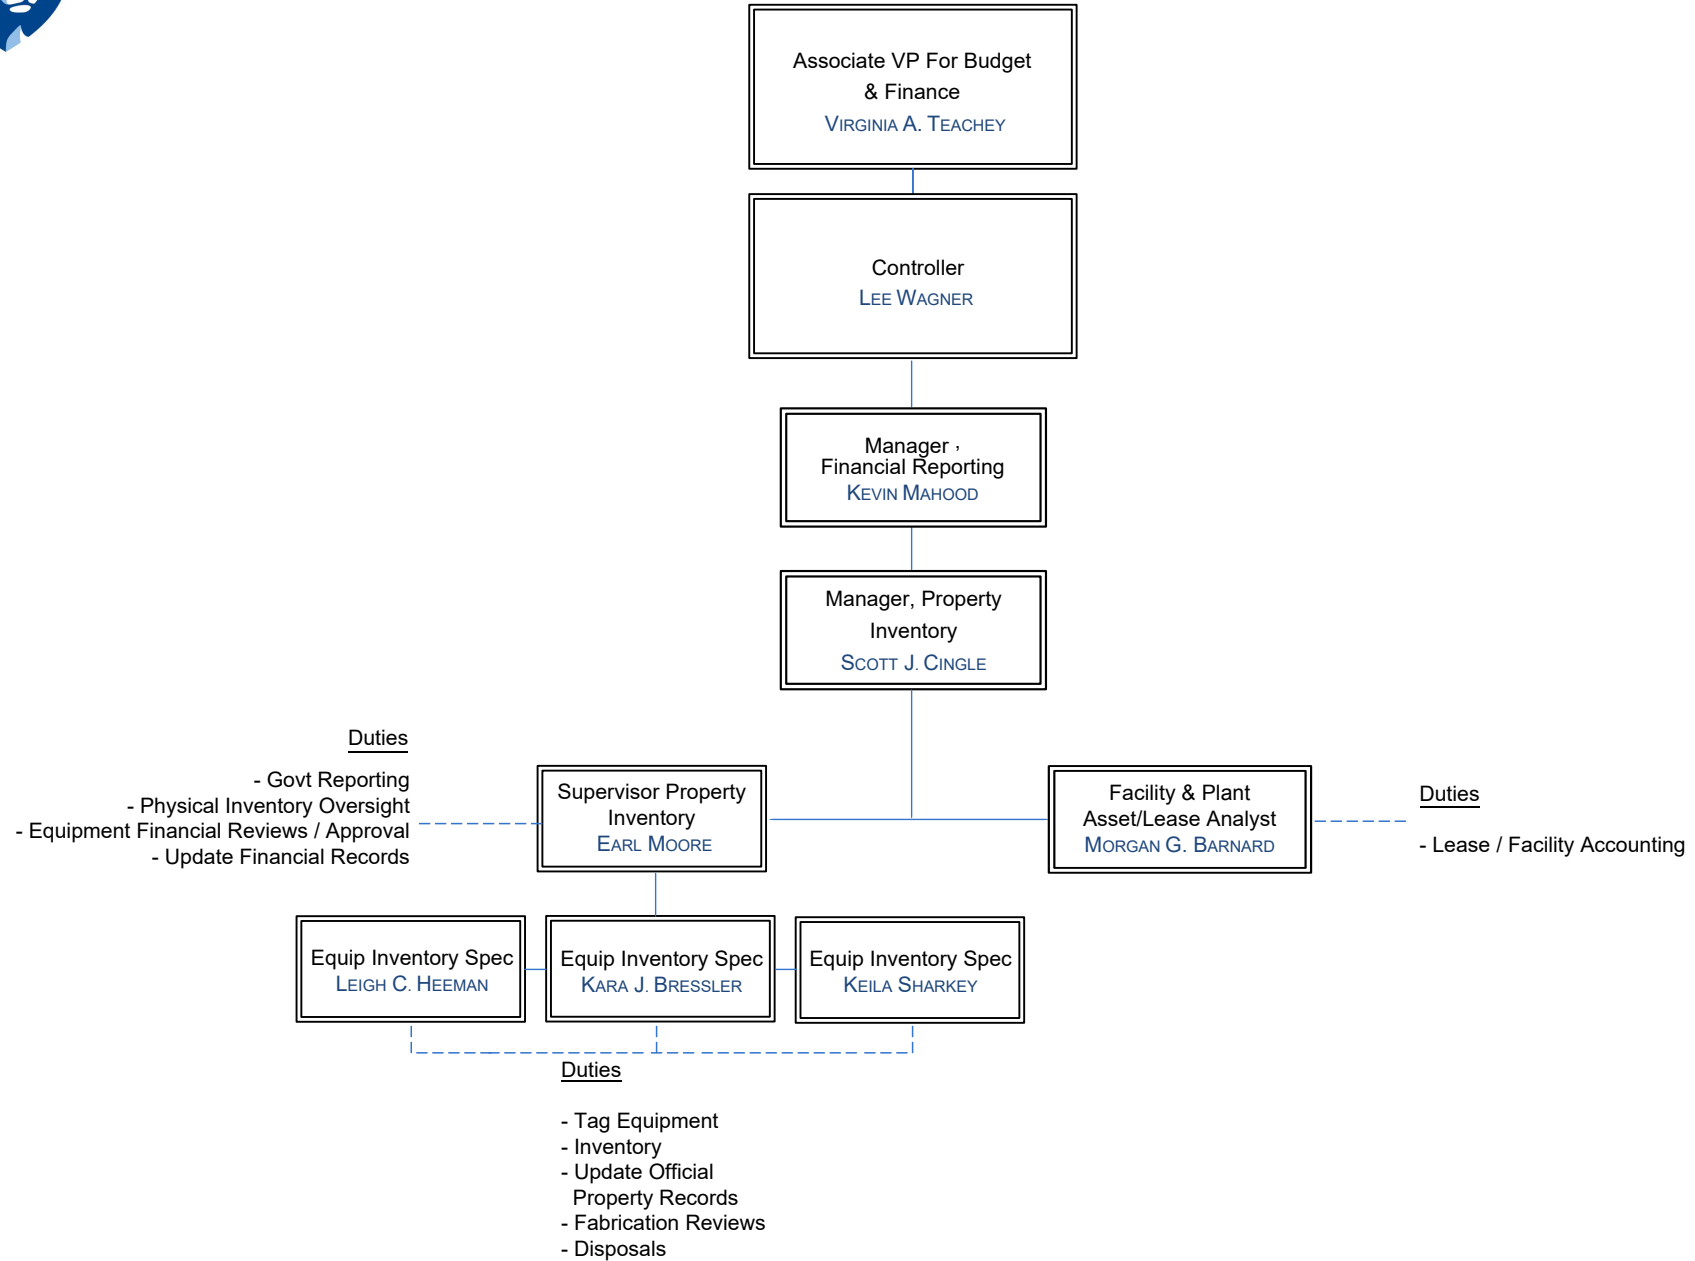 Associate VP For Budget
& Finance
VIRGINIA A. TEACHEY
Controller
LEE WAGNER
Manager ,
Financial Reporting
KEVIN MAHOOD
Manager, Property
Inventory
SCOTT J. CINGLE
Duties
- Govt Reporting
- Physical Inventory Oversight
- Equipment Financial Reviews / Approval
- Update Financial Records
Supervisor Property
Inventory
EARL MOORE
Facility & Plant
Asset/Lease Analyst
MORGAN G. BARNARD
Duties
- Lease / Facility Accounting
Equip Inventory Spec
LEIGH C. HEEMAN
Equip Inventory Spec
KARA J. BRESSLER
Equip Inventory Spec
KEILA SHARKEY
Duties
- Tag Equipment
- Inventory
- Update Official
Property Records
- Fabrication Reviews
- Disposals